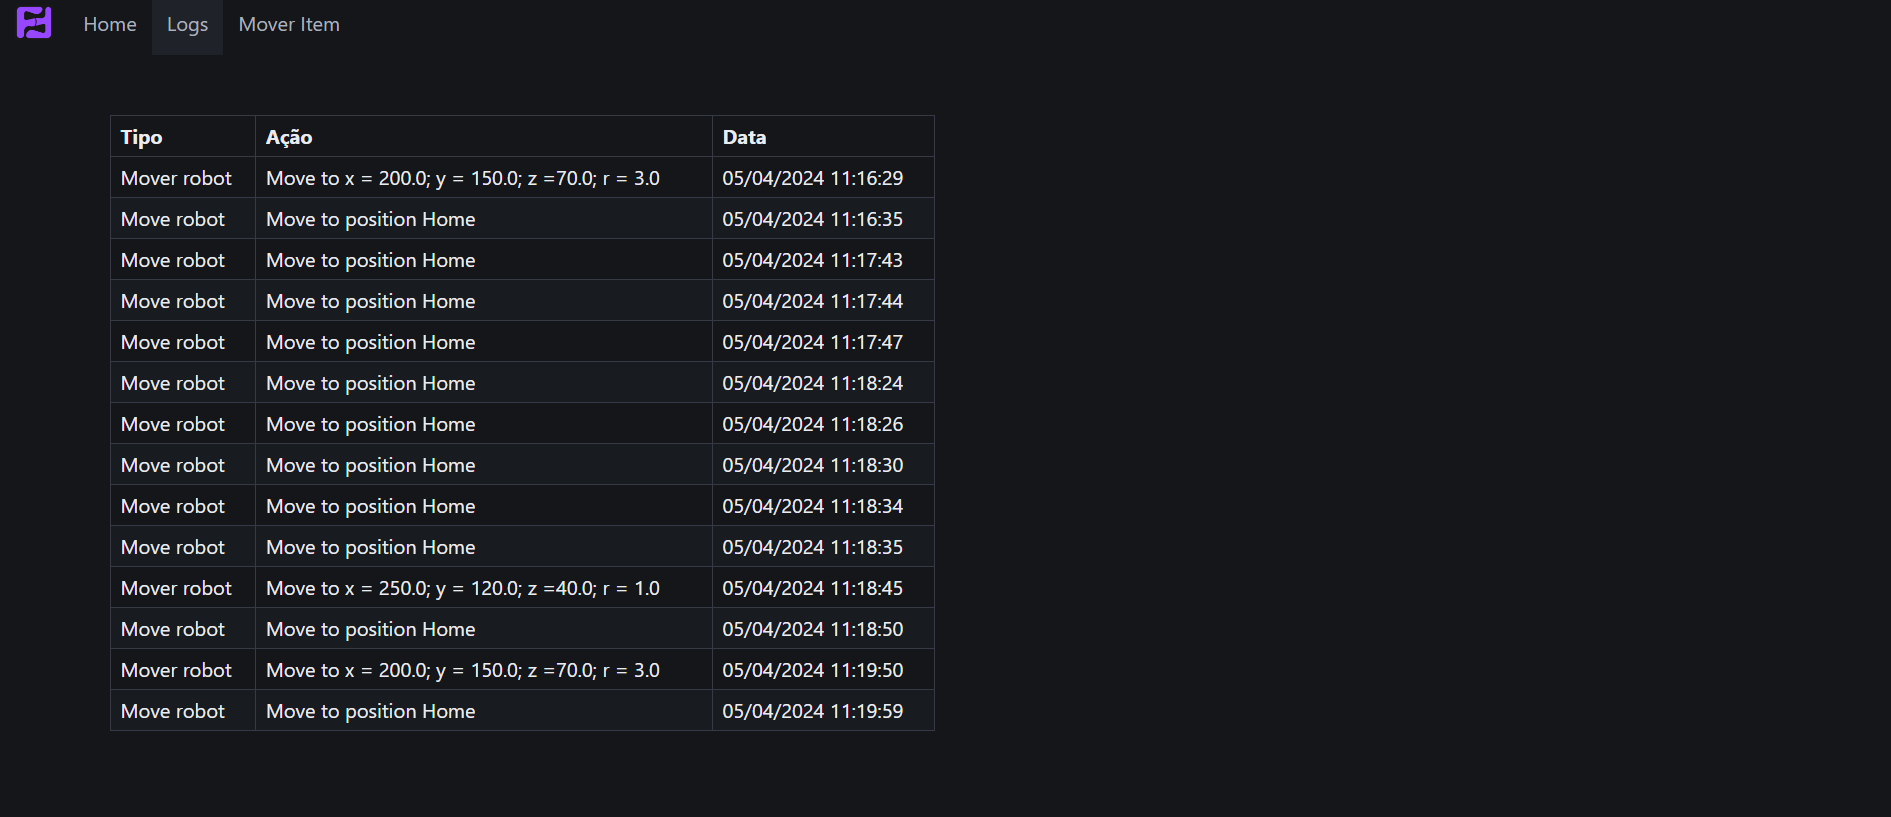 Home Logs Mover Item
Tipo Ação Data
Mover robot Move to x = 200.0; y = 150.0; z =70.0; r = 3.0 05/04/2024 11:16:29
Move robot Move to position Home 05/04/2024 11:16:35
Move robot Move to position Home 05/04/2024 11:17:43
Move robot Move to position Home 05/04/2024 11:17:44
Move robot Move to position Home 05/04/2024 11:17:47
Move robot Move to position Home 05/04/2024 11:18:24
Move robot Move to position Home 05/04/2024 11:18:26
Move robot Move to position Home 05/04/2024 11:18:30
Move robot Move to position Home 05/04/2024 11:18:34
Move robot Move to position Home 05/04/2024 11:18:35
Mover robot Move to x = 250.0; y = 120.0; z =40.0; r = 1.0 05/04/2024 11:18:45
Move robot Move to position Home 05/04/2024 11:18:50
Mover robot Move to x = 200.0; y = 150.0; z =70.0; r = 3.0 05/04/2024 11:19:50
Move robot Move to position Home 05/04/2024 11:19:59